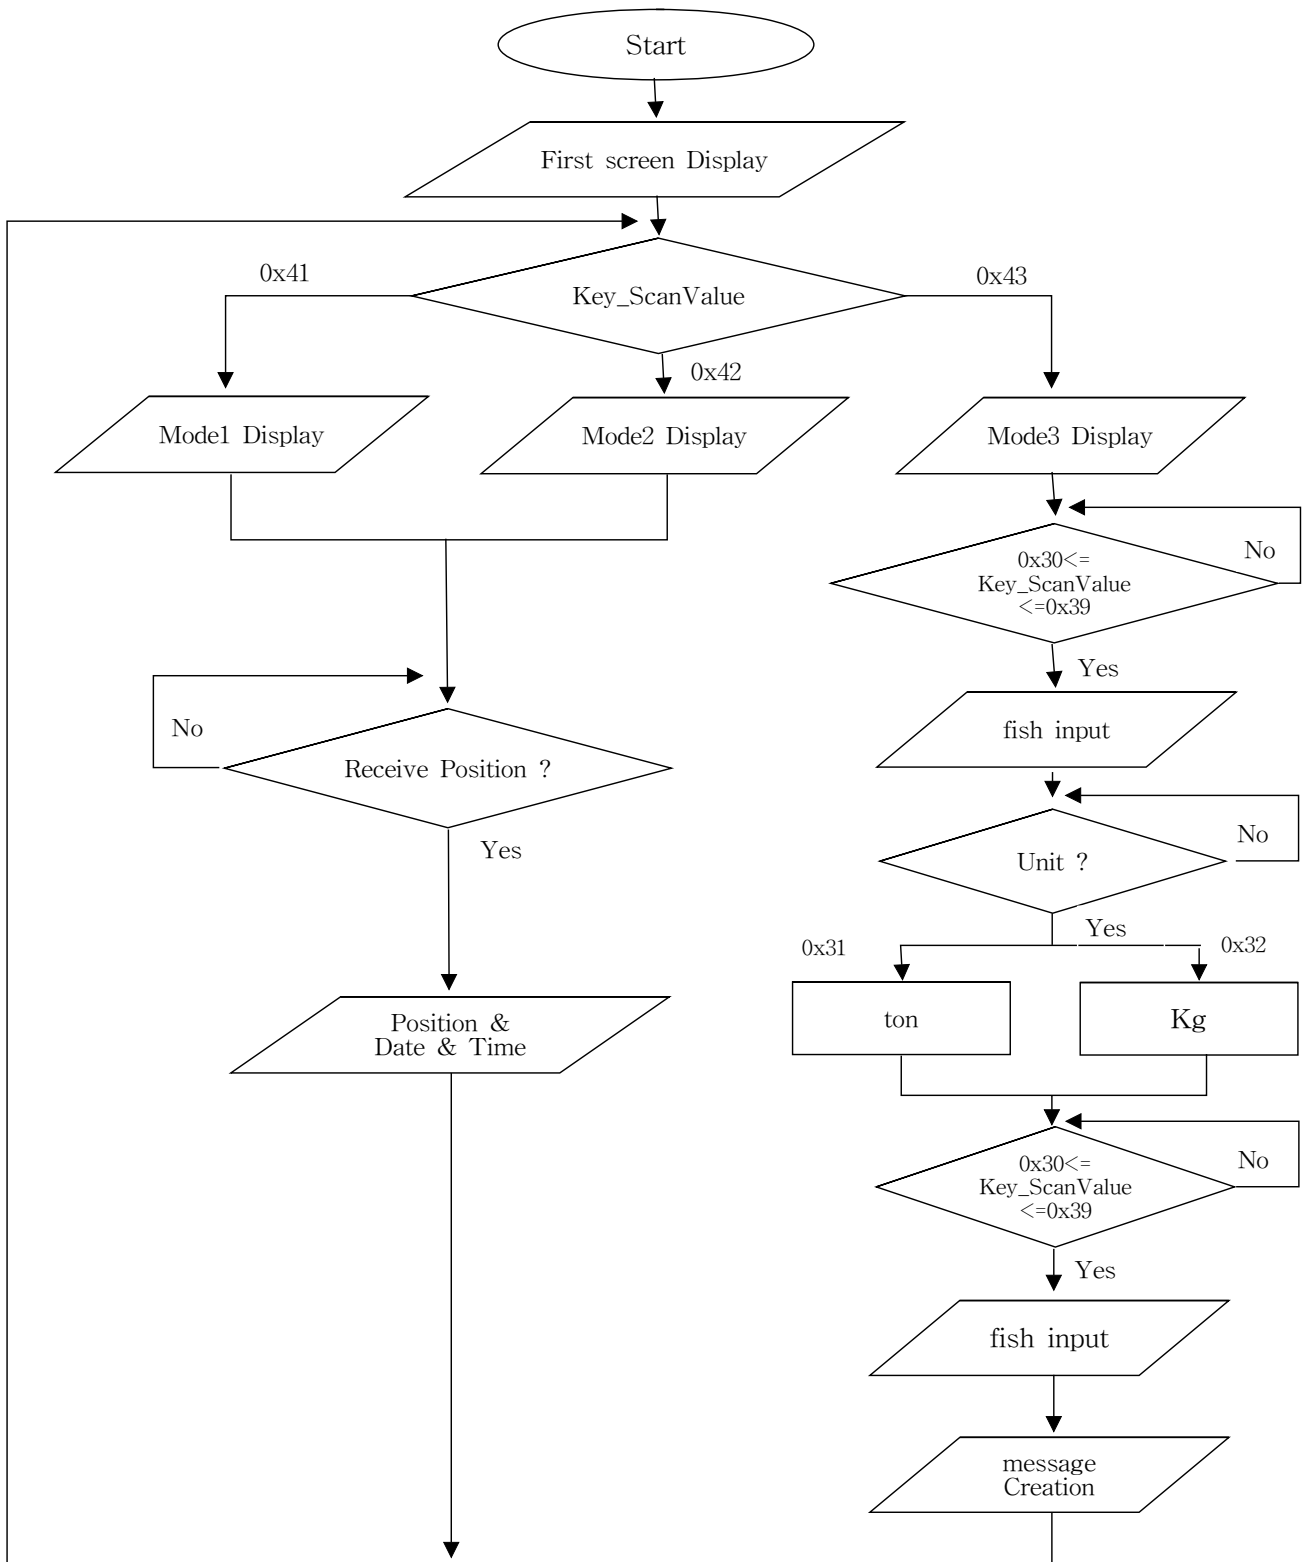 Start
First screen Display
0x41
Key_ScanValue
0x43
0x42
Mode1 Display
Mode2 Display
Mode3 Display
0x30<=
Key_ScanValue
<=0x39
No
Yes
No
fish input
Receive Position ?
Yes
No
Unit ?
Yes
0x31
0x32
ton
Kg
Position &
Date & Time
0x30<=
Key_ScanValue
<=0x39
No
Yes
fish input
message
Creation